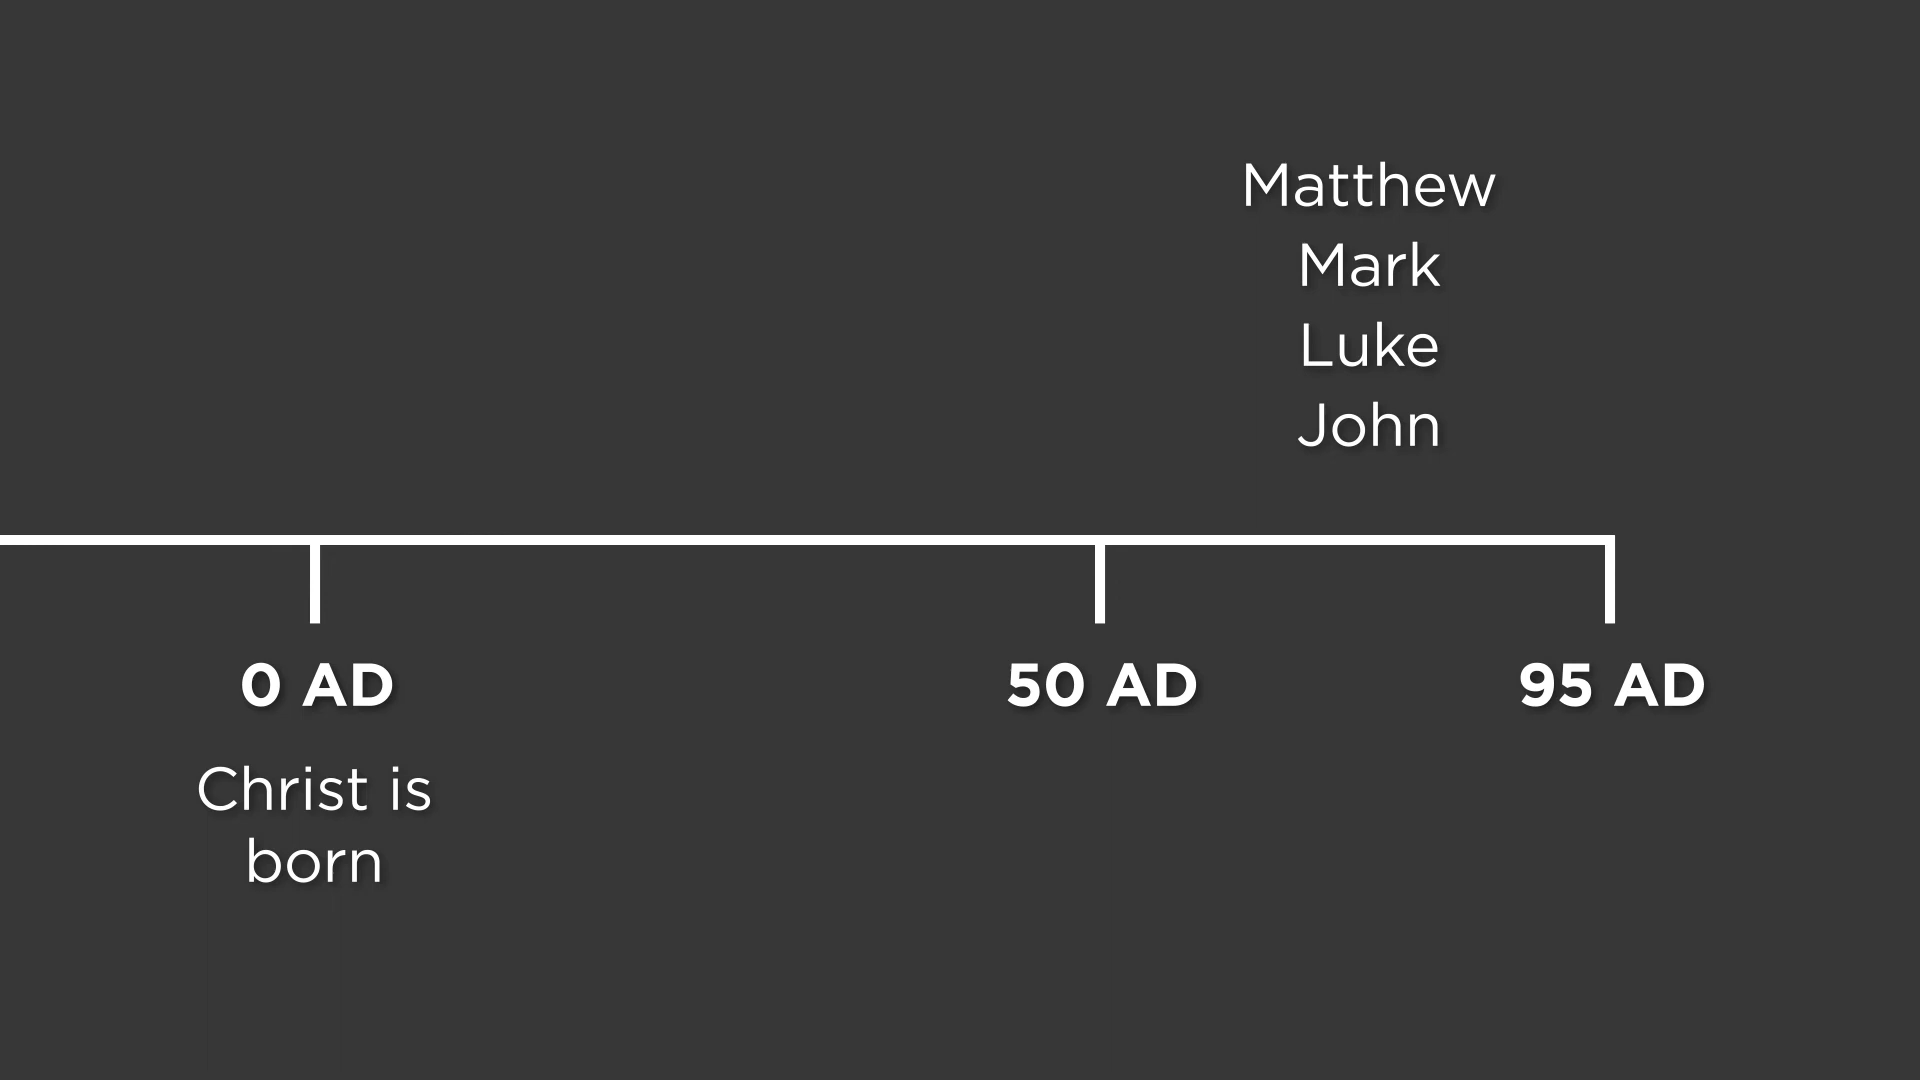 Matthew
Mark
Luke
John
0 AD
50 AD
95 AD
Christ is
born